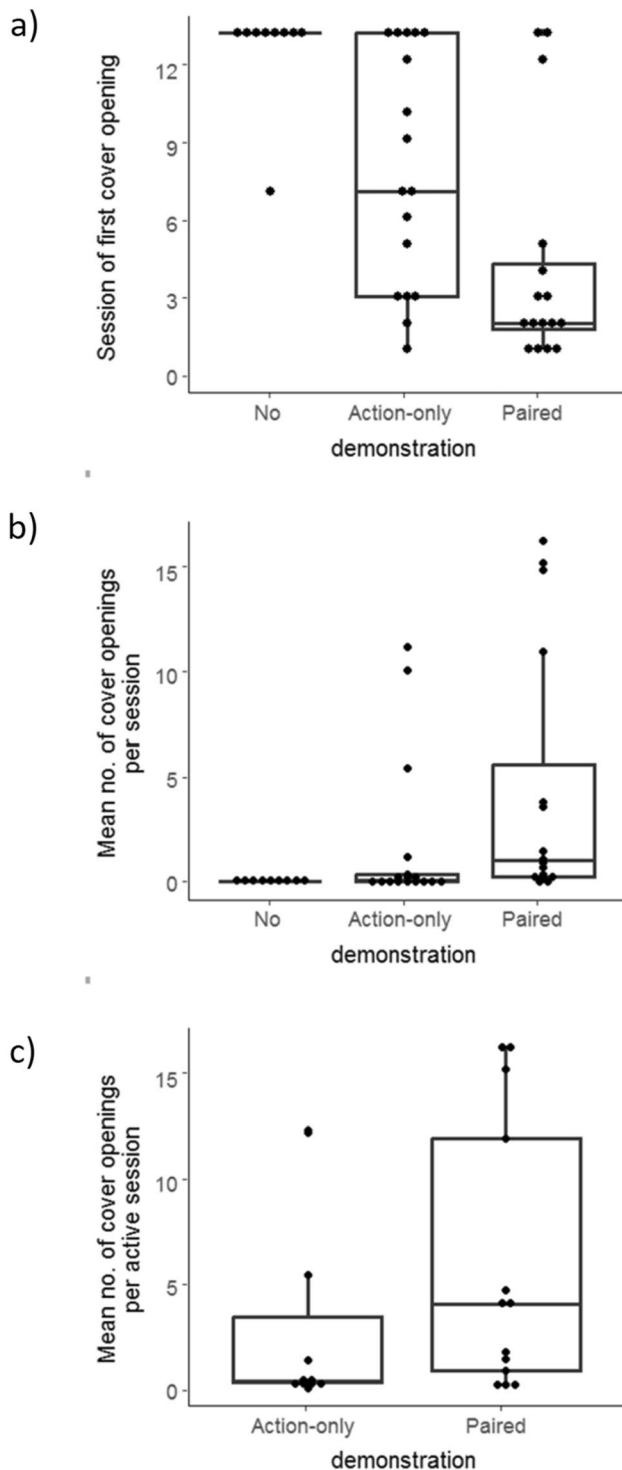 a)
Session of first cover opening
12
9
6
3
0
No Action-only Paired
demonstration
b)
Mean no. of cover openings
per session
15
10
5
0
No Action-only Paired
demonstration
c)
Mean no. of cover openings
per active session
15
10
5
0
Action-only Paired
demonstration